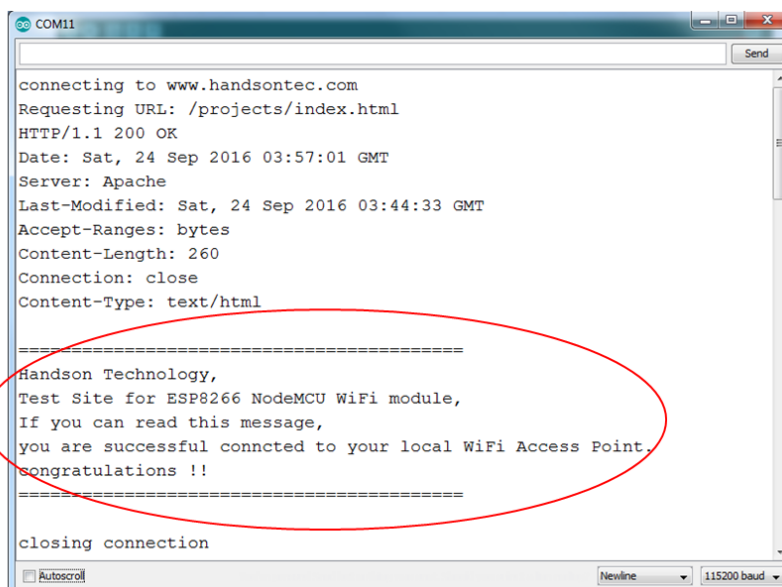 COM11
Send
connecting to www.handsontec.com
Requesting URL: /projects/index.html
HTTP/1.1 200 OK
Date: Sat, 24 Sep 2016 03:57:01 GMT
Server: Apache
Last-Modified: Sat, 24 Sep 2016 03:44:33 GMT
Accept-Ranges: bytes
Content-Length: 260
Connection: close
Content-Type: text/html
==========================================
Handson Technology,
Test Site for ESP8266 NodeMCU WiFi module,
If you can read this message,
you are successful conncted to your local WiFi Access Point.
congratulations !!
==========================================
closing connection
Autoscroll Newline 115200 baud